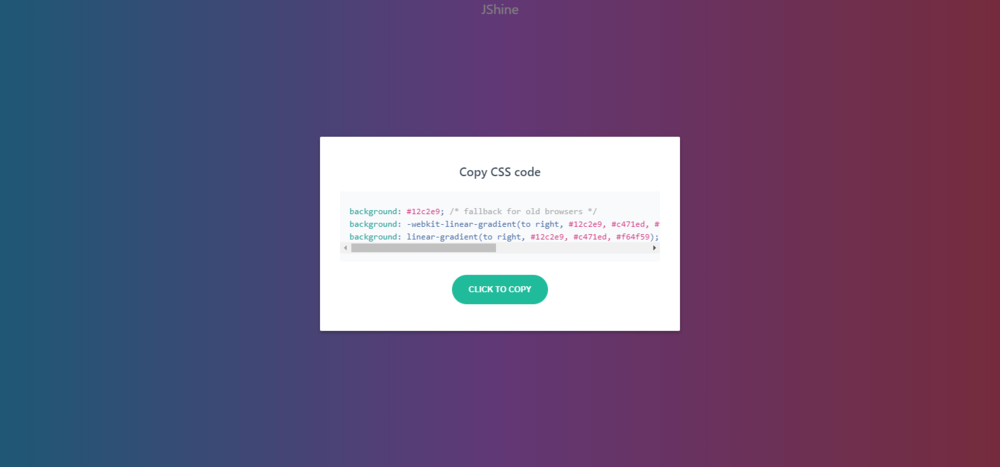 JShine
Copy CSS code
background: #12c2e9; /* fallback for old browsers */
background: -webkit-linear-gradient(to right, #12c2e9, #c471ed, #
background: linear-gradient(to right, #12c2e9, #c471ed, #f64f59);
CLICK TO COPY